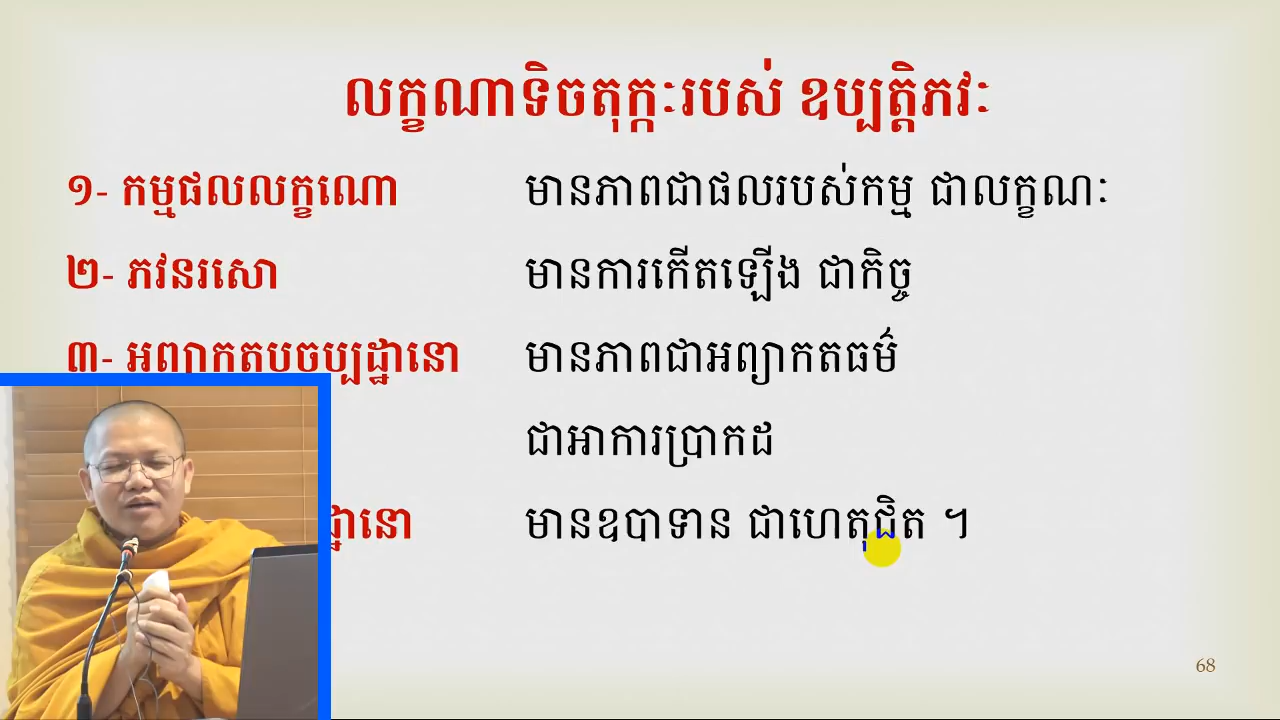 លក្ខណាទិចតុក្កៈរបស់ ឧប្បត្តិភវៈ
១- កម្មផលលក្ខណោ មានភាពជាផលរបស់កម្ម ជាលក្ខណៈ
២- ភវនរសោ មានការកើតឡើង ជាកិច្ច
៣- អព្យាកតបចប្បដ្ឋានោ មានភាពជាអព្យាកតធម៌
ជាអាការប្រាកដ
ដ្ឋានោ មានឧបាទាន ជាហេតុជិត ។
68